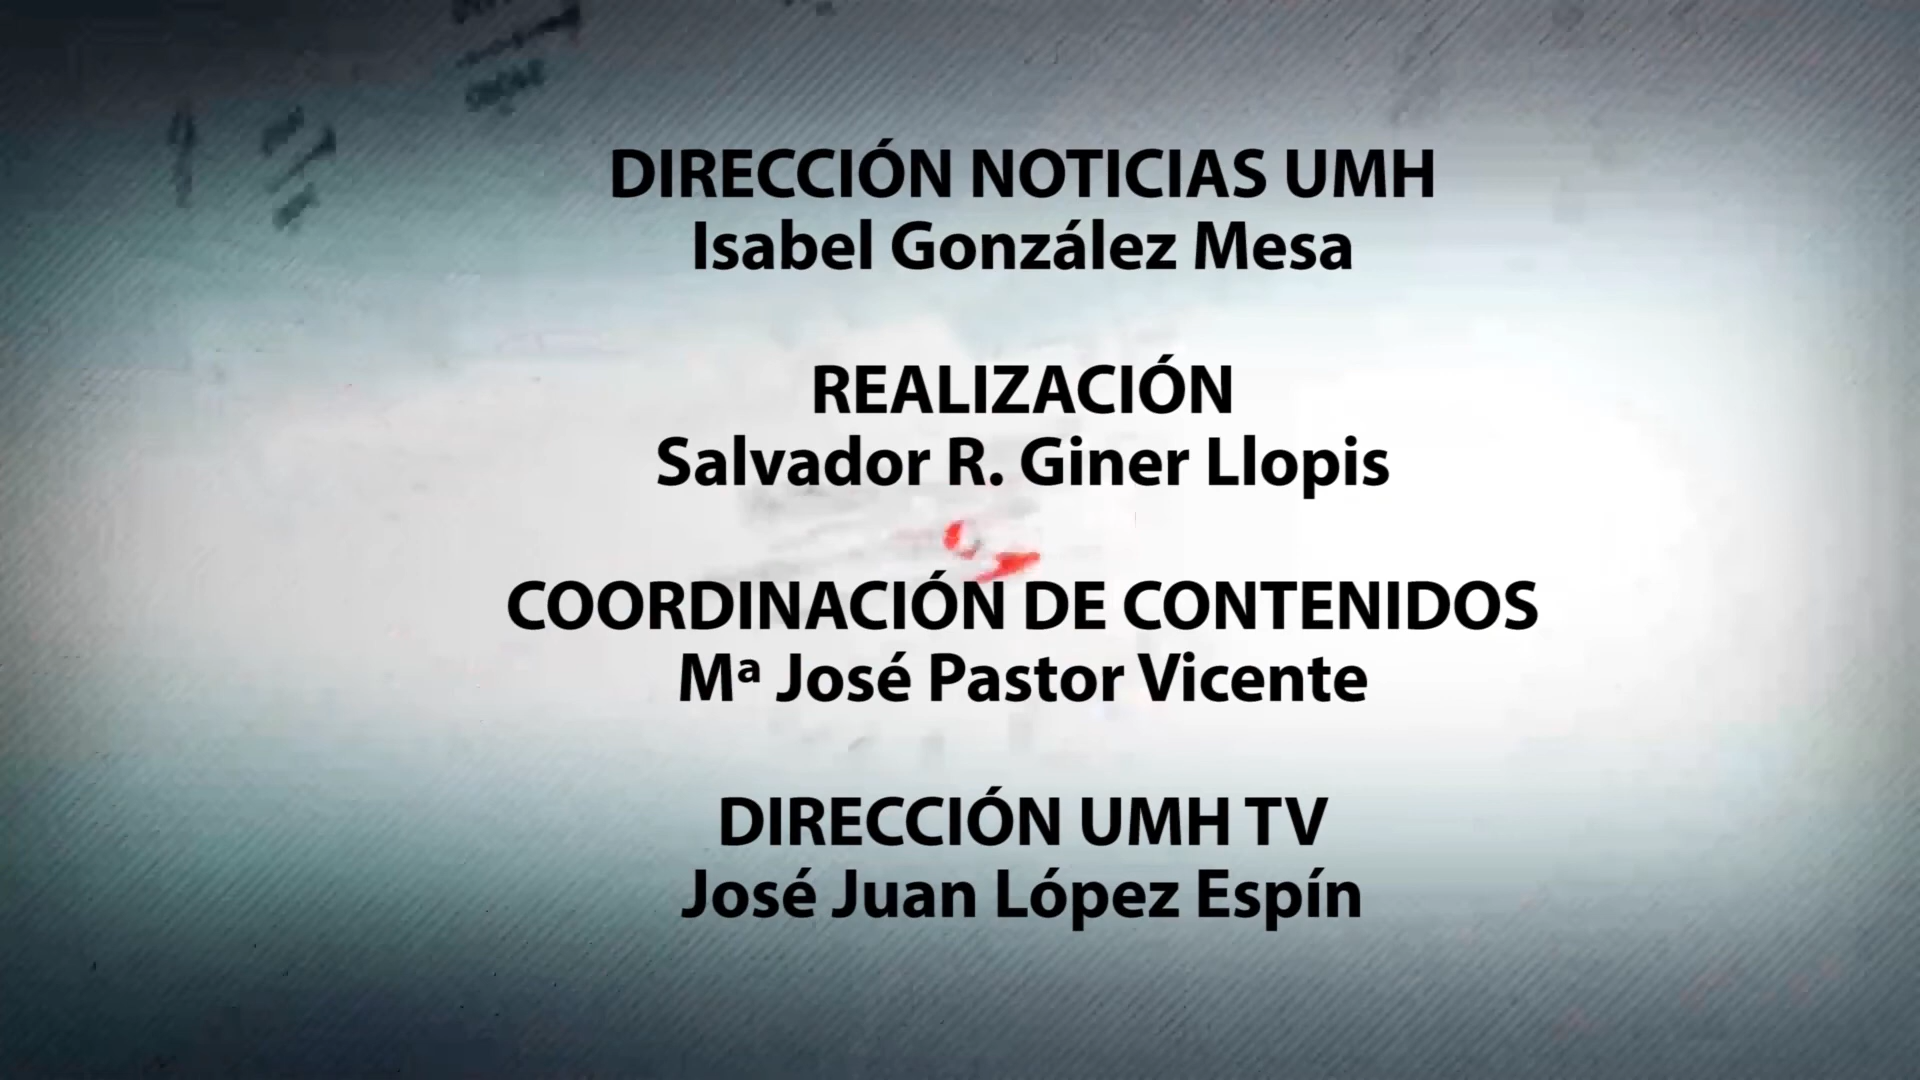 DIRECCIÓN NOTICIAS UMH
Isabel González Mesa
REALIZACIÓN
Salvador R. Giner Llopis
COORDINACIÓN DE CONTENIDOS
Mª José Pastor Vicente
DIRECCIÓN UMH TV
José Juan López Espín